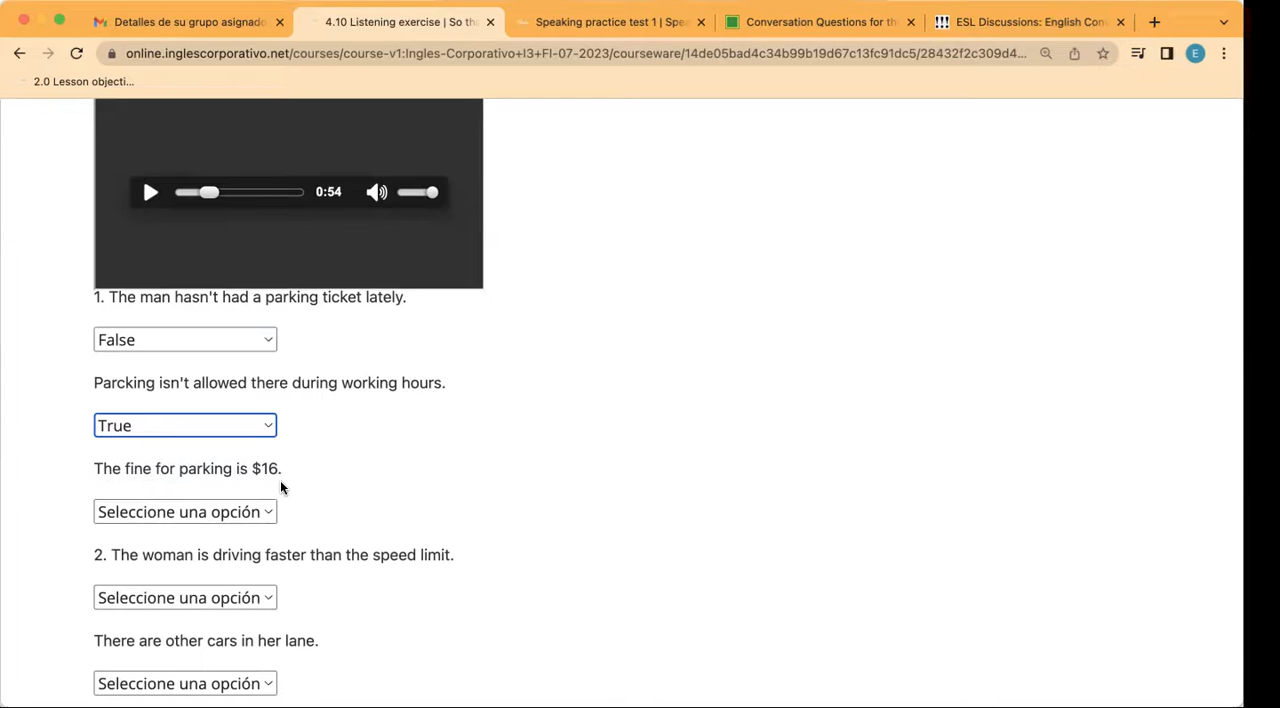 Detalles de su grupo asignado
4.10 Listening exercise | So tha
Speaking practice test 1 | Spea
Conversation Questions for th
ESL Discussions: English Con
online.inglescorporativo.net/courses/course-v1:Ingles-Corporativo+I3+FI-07-2023/courseware/14de05bad4c34b99b19d67c13fc91dc5/28432f2c309d4...
E
2.0 Lesson objecti...
0:54
1. The man hasn't had a parking ticket lately.
False
Parcking isn't allowed there during working hours.
True
The fine for parking is $16.
Seleccione una opción
2. The woman is driving faster than the speed limit.
Seleccione una opción
There are other cars in her lane.
Seleccione una opción